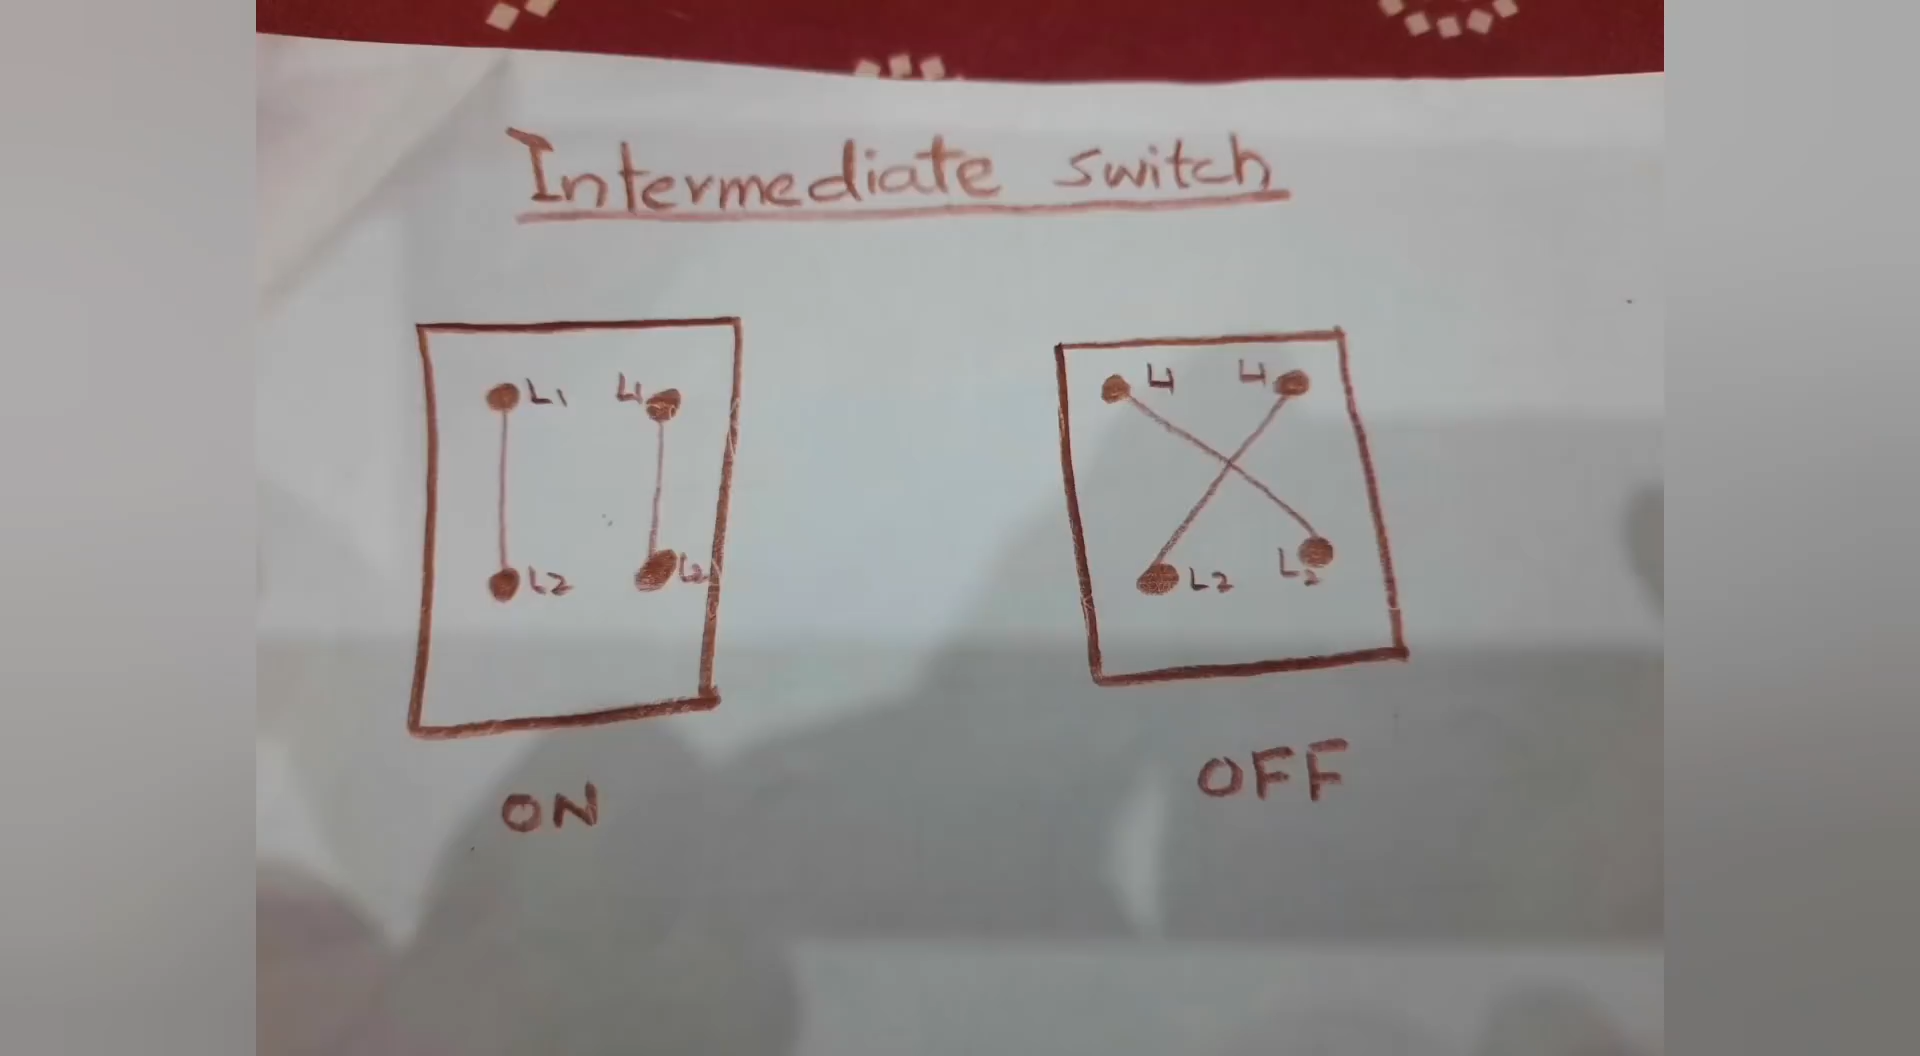 Intermediate switch
L1 L1
L2 L2
ON
L1 L1
L2 L2
OFF